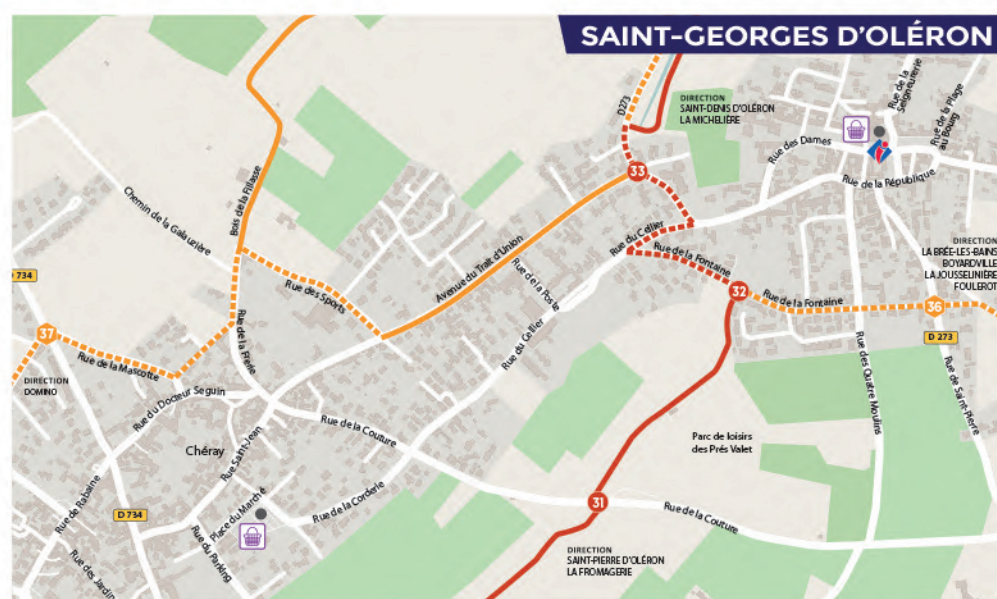 SAINT-GEORGES D'OLÉRON
D 273
DIRECTION
SAINT-DENIS D'OLÉRON
LA MICHELIÈRE
Rue de la
Seigneurerie
Rue de la Plage
au Bourg
Rue des Dames
Rue de la République
33
Chemin de la Galauzière
Bois de la Fillasse
Avenue du Trait d'Union
Rue du Cellier
Rue de la Fontaine
Rue de la Poste
DIRECTION
LA BRÉE-LES-BAINS
BOYARDVILLE
LA JOUSSELINIÈRE
FOULEROT
734
Rue des Sports
32
Rue de la Fontaine
36
37
Rue de la Frerie
Rue du Cellier
D 273
Rue de la Mascotte
DIRECTION
DOMINO
Rue du Docteur Seguin
Rue des Quatre Moulins
Rue de Saint-Pierre
Chéray
Rue Saint-Jean
Rue de la Couture
Parc de loisirs
des Prés Valet
Rue de Rabaine
D 734
Place du Marché
Rue de la Corderie
31
Rue de la Couture
Rue du Parking
Rue des Jardin
DIRECTION
SAINT-PIERRE D'OLÉRON
LA FROMAGERIE